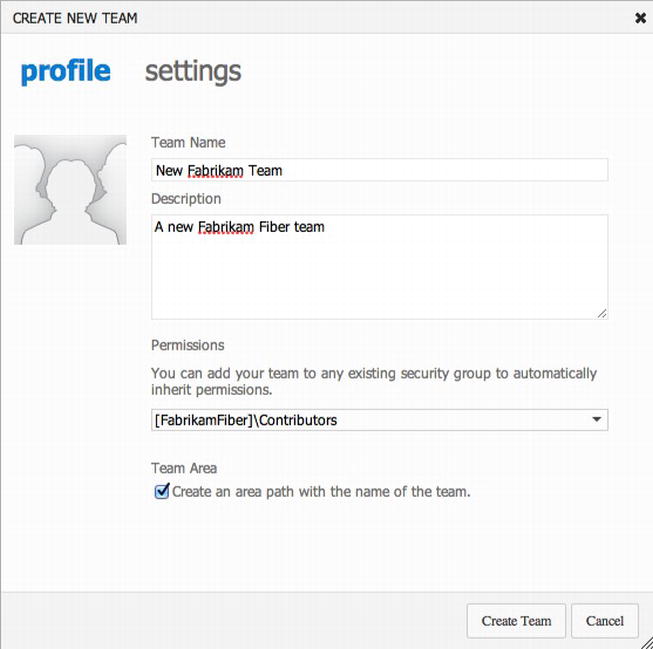 CREATE NEW TEAM
profile settings
Team Name
New Fabrikam Team
Description
A new Fabrikam Fiber team
Permissions
You can add your team to any existing security group to automatically
inherit permissions.
[FabrikamFiber]\Contributors
Team Area
Create an area path with the name of the team.
Create Team Cancel